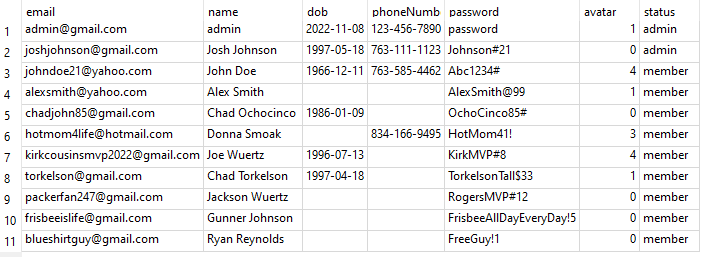 email name dob phoneNumb password avatar status
1 admin@gmail.com admin 2022-11-08 123-456-7890 password 1 admin
2 joshjohnson@gmail.com Josh Johnson 1997-05-18 763-111-1123 Johnson#21 0 admin
3 johndoe21@yahoo.com John Doe 1966-12-11 763-585-4462 Abc1234# 4 member
4 alexsmith@yahoo.com Alex Smith AlexSmith@99 1 member
5 chadjohn85@gmail.com Chad Ochocinco 1986-01-09 OchoCinco85# 0 member
6 hotmom4life@hotmail.com Donna Smoak 834-166-9495 HotMom41! 3 member
7 kirkcousinsmvp2022@gmail.com Joe Wuertz 1996-07-13 KirkMVP#8 4 member
8 torkelson@gmail.com Chad Torkelson 1997-04-18 TorkelsonTall$33 1 member
9 packerfan247@gmail.com Jackson Wuertz RogersMVP#12 0 member
10 frisbeeislife@gmail.com Gunner Johnson FrisbeeAllDayEveryDay!5 0 member
11 blueshirtguy@gmail.com Ryan Reynolds FreeGuy!1 0 member